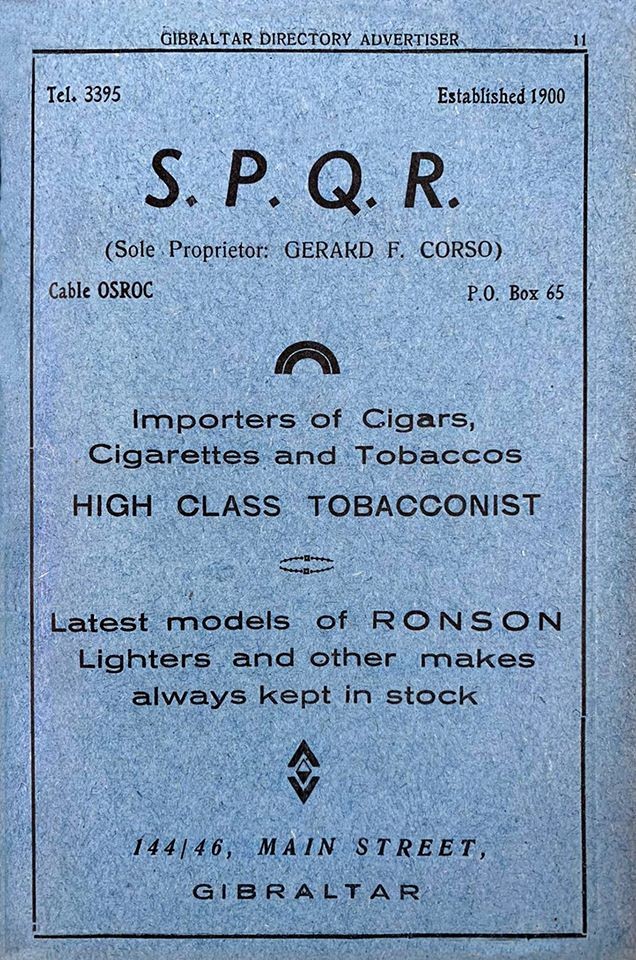 GIBRALTAR DIRECTORY ADVERTISER 11
Tel. 3395 Established 1900
S. P. Q. R.
(Sole Proprietor: GERARD F. CORSO)
Cable OSROC P.O. Box 65
Importers of Cigars,
Cigarettes and Tobaccos
HIGH CLASS TOBACCONIST
Latest models of RONSON
Lighters and other makes
always kept in stock
144/46, MAIN STREET,
GIBRALTAR